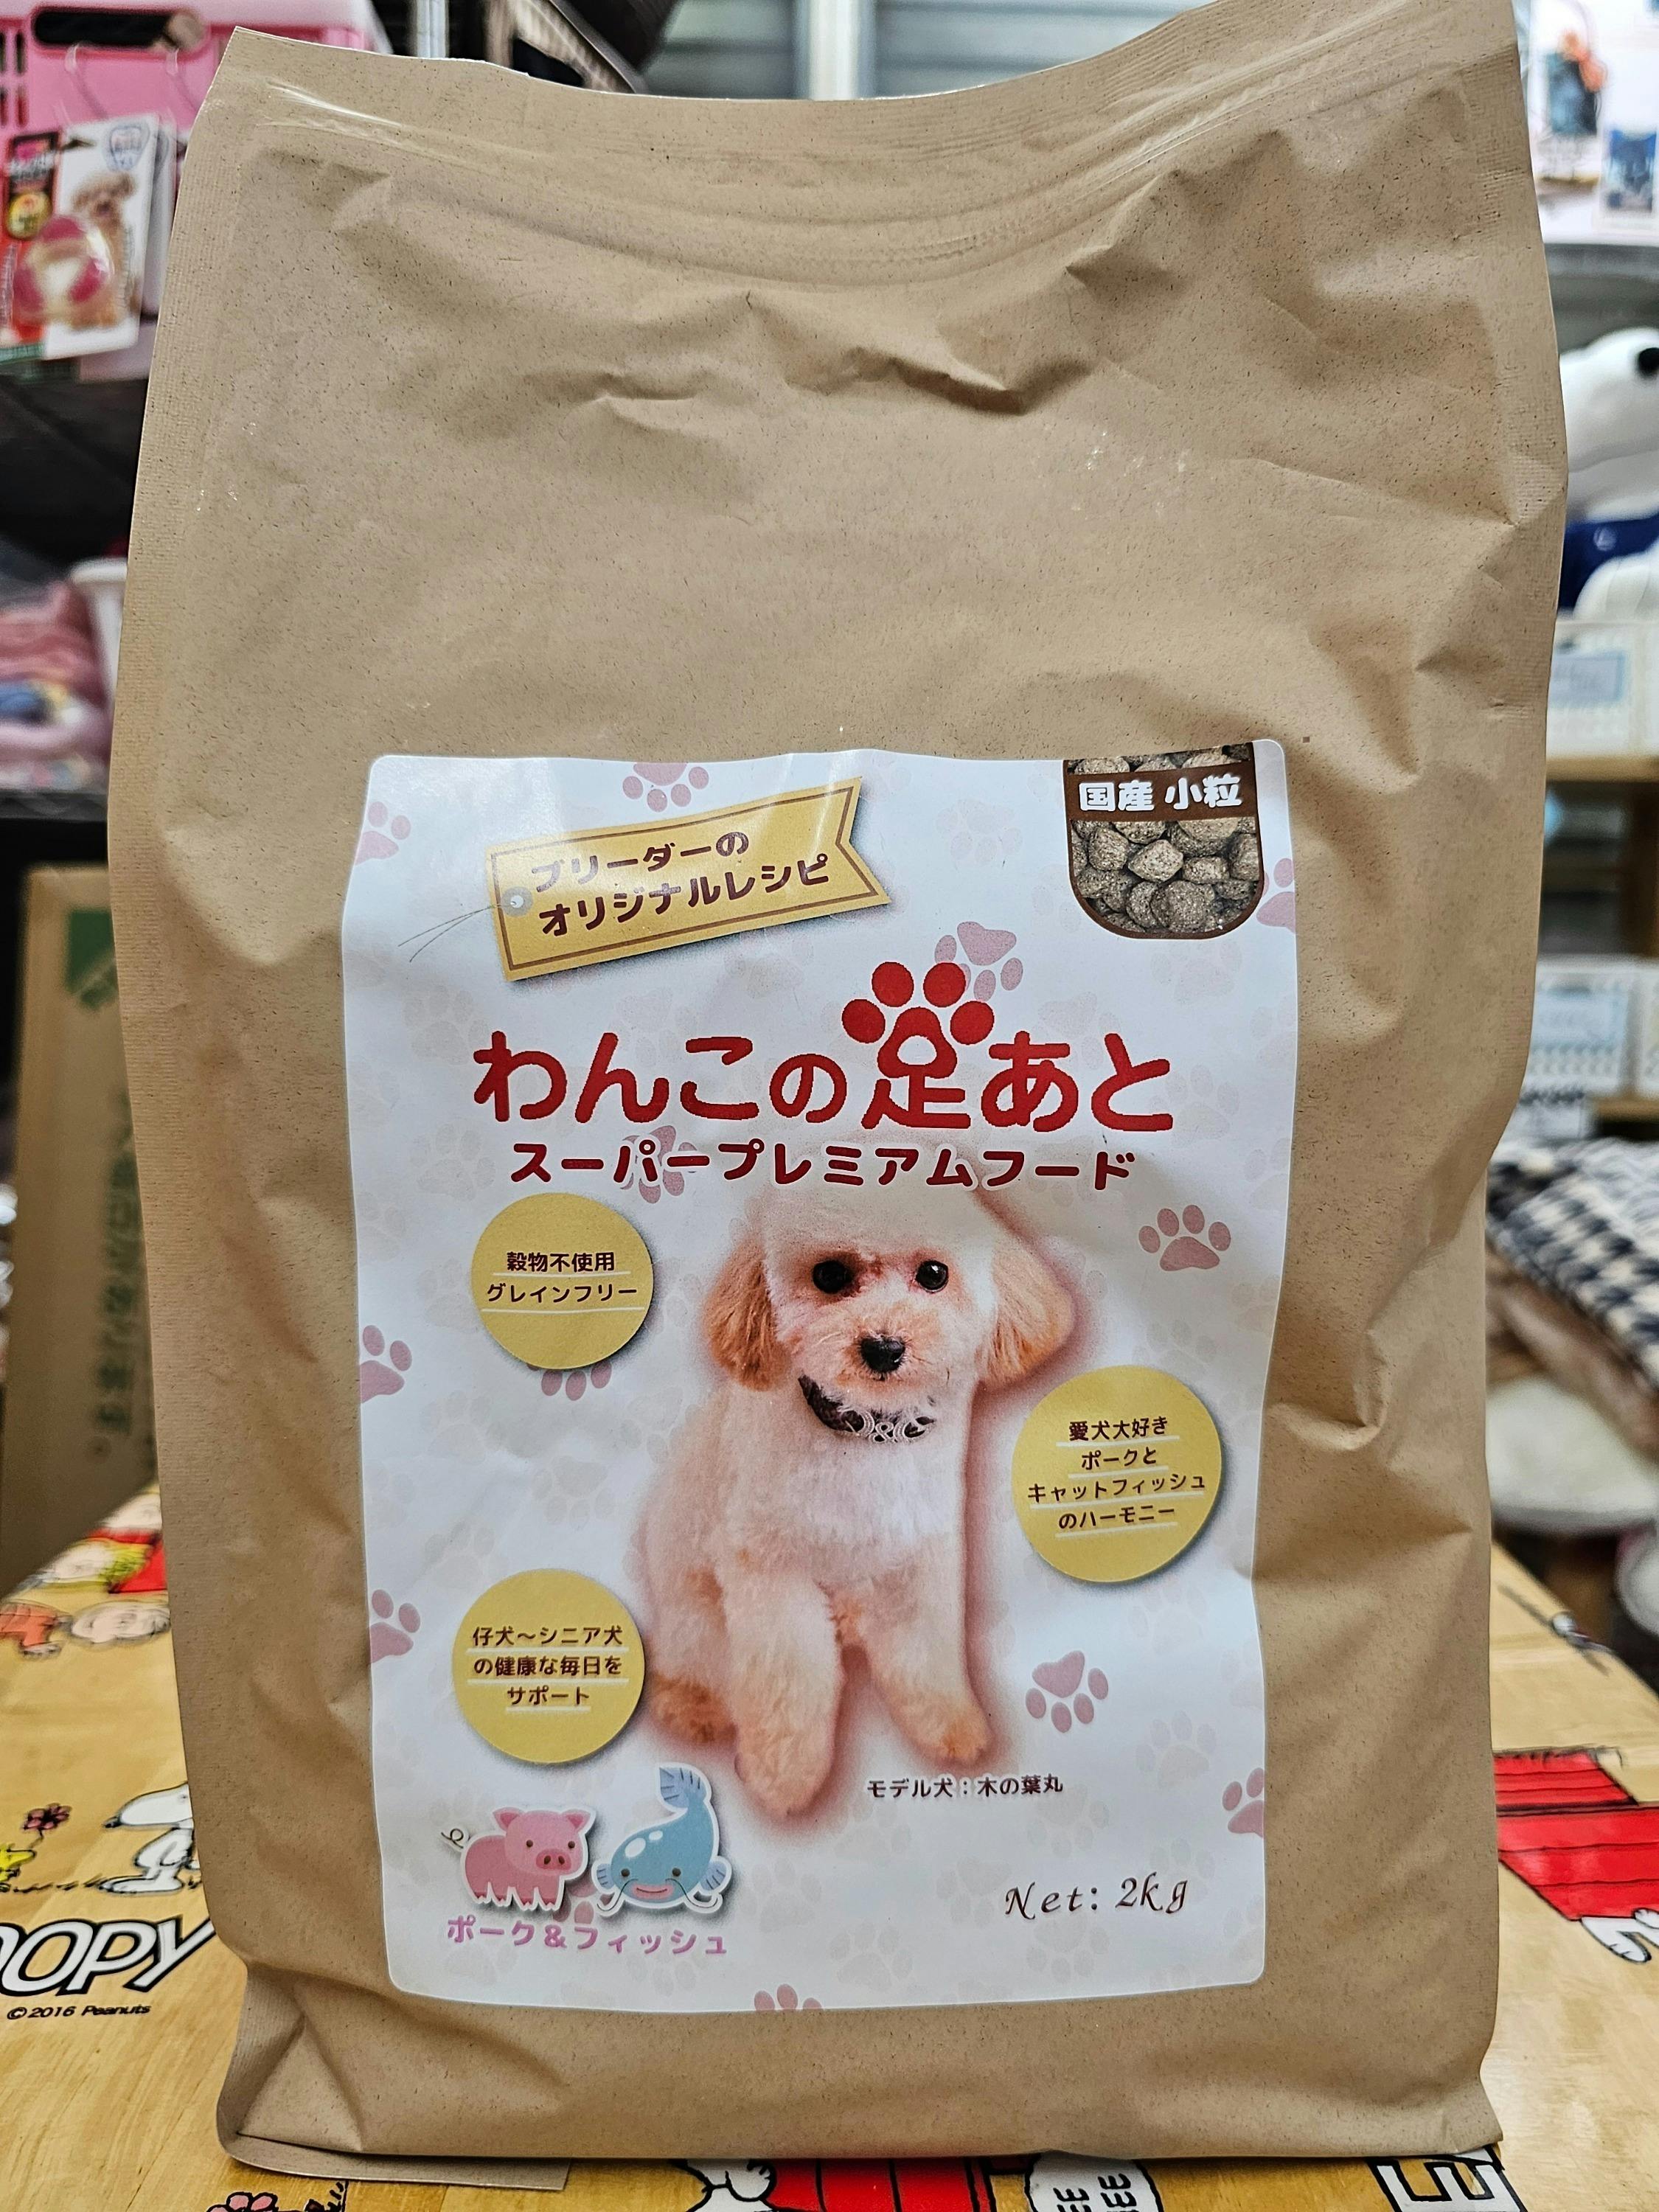 国産 小粒
ブリーダーの
オリジナルレシピ
わんこの足あと
スーパープレミアムフード
穀物不使用
グレインフリー
愛犬大好き
ポークと
キャットフィッシュ
のハーモニー
仔犬～シニア犬
の健康な毎日を
サポート
モデル犬：木の葉丸
Net: 2kg
ポーク&フィッシュ
OOPY
©2016 Peanuts